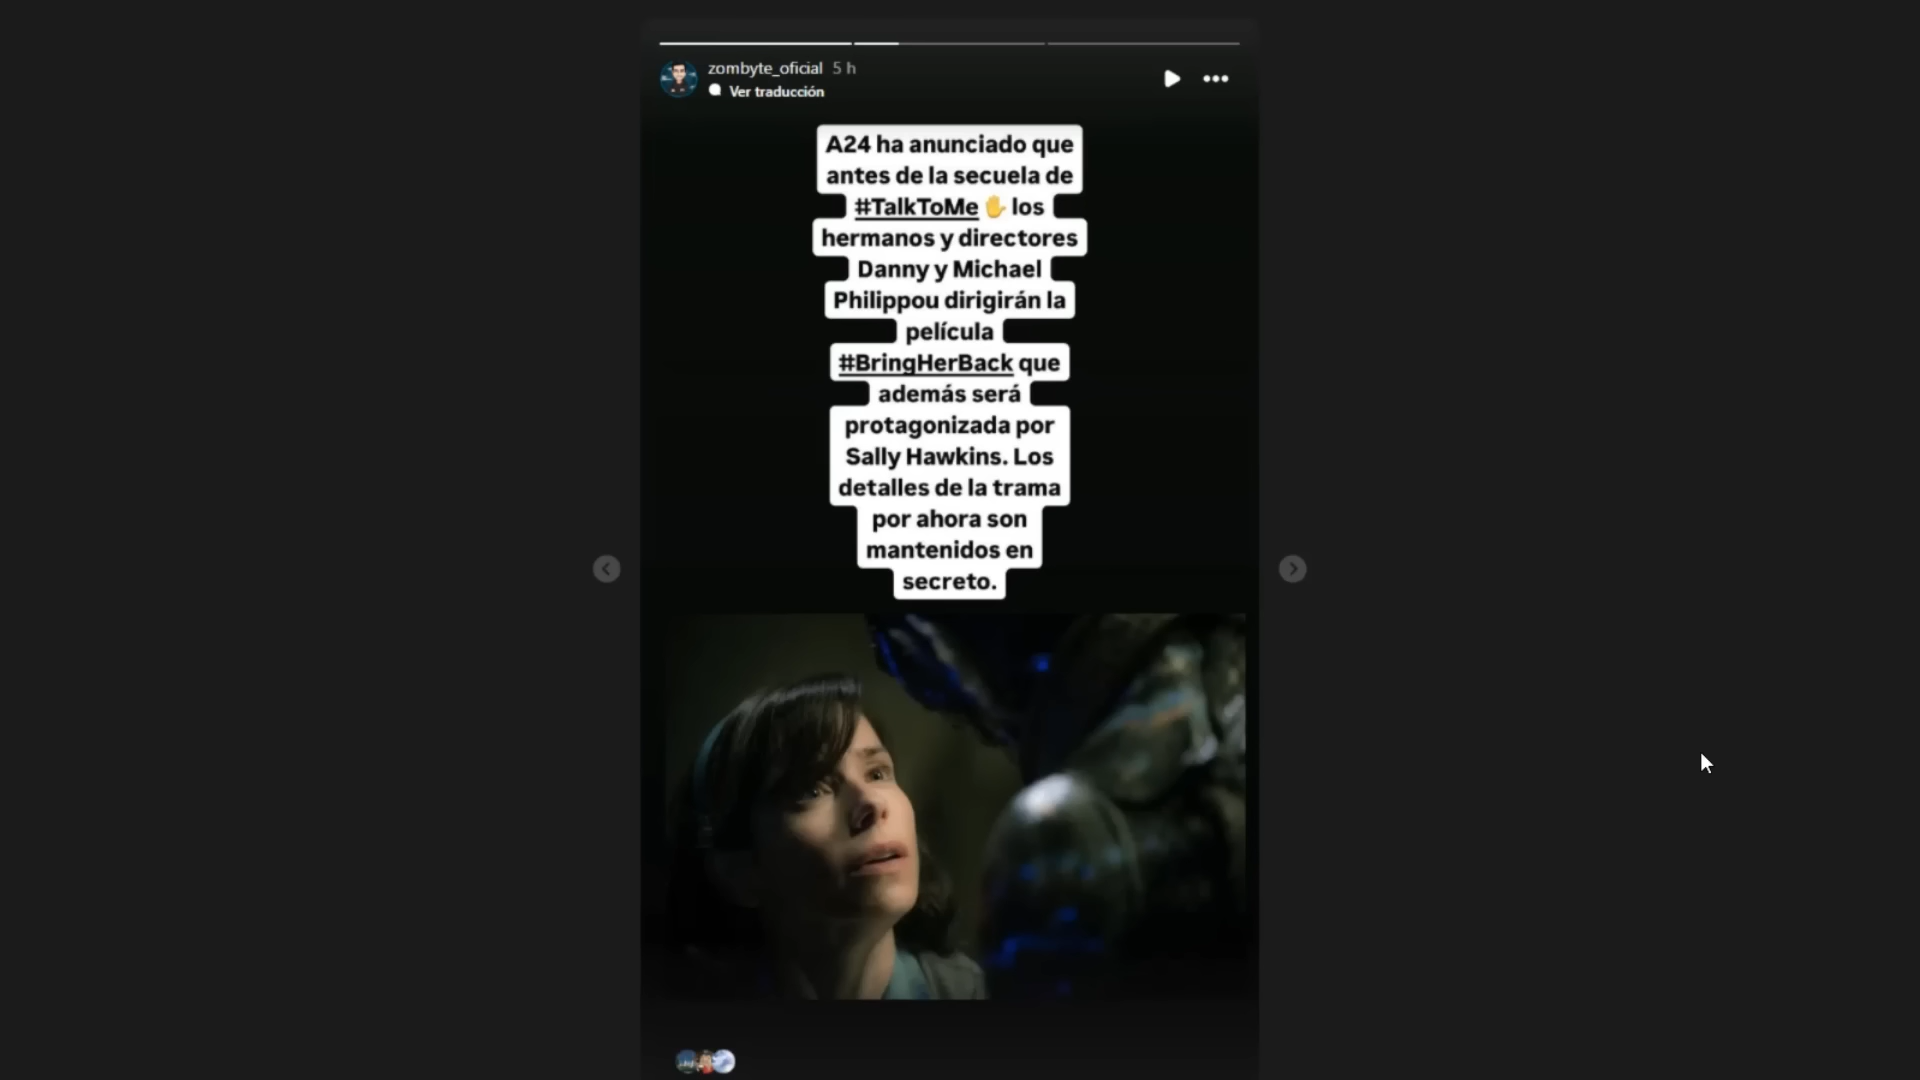 zombyte_oficial 5 h
Ver traducción
A24 ha anunciado que
antes de la secuela de
#TalkToMe ✋ los
hermanos y directores
Danny y Michael
Philippou dirigirán la
película
#BringHerBack que
además será
protagonizada por
Sally Hawkins. Los
detalles de la trama
por ahora son
mantenidos en
secreto.